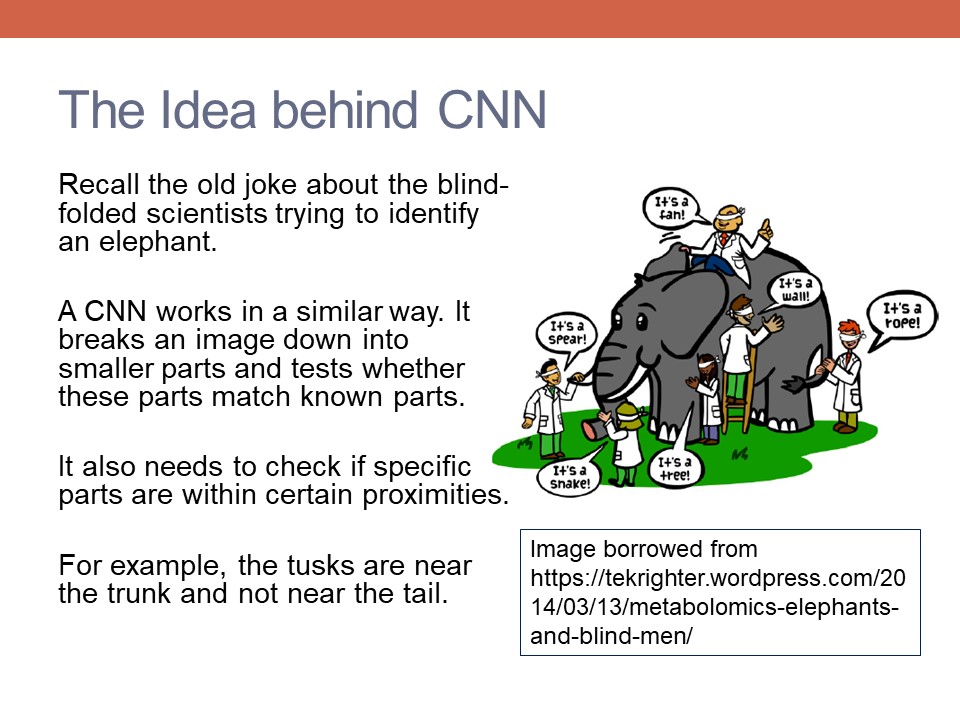 The Idea behind CNN
Recall the old joke about the blind-
folded scientists trying to identify
an elephant.
A CNN works in a similar way. It
breaks an image down into
smaller parts and tests whether
these parts match known parts.
It also needs to check if specific
parts are within certain proximities.
For example, the tusks are near
the trunk and not near the tail.
It's a
fan!
It's a
wall!
It's a
rope!
It's a
spear!
It's a
snake!
It's a
tree!
Image borrowed from
https://tekrighter.wordpress.com/20
14/03/13/metabolomics-elephants-
and-blind-men/